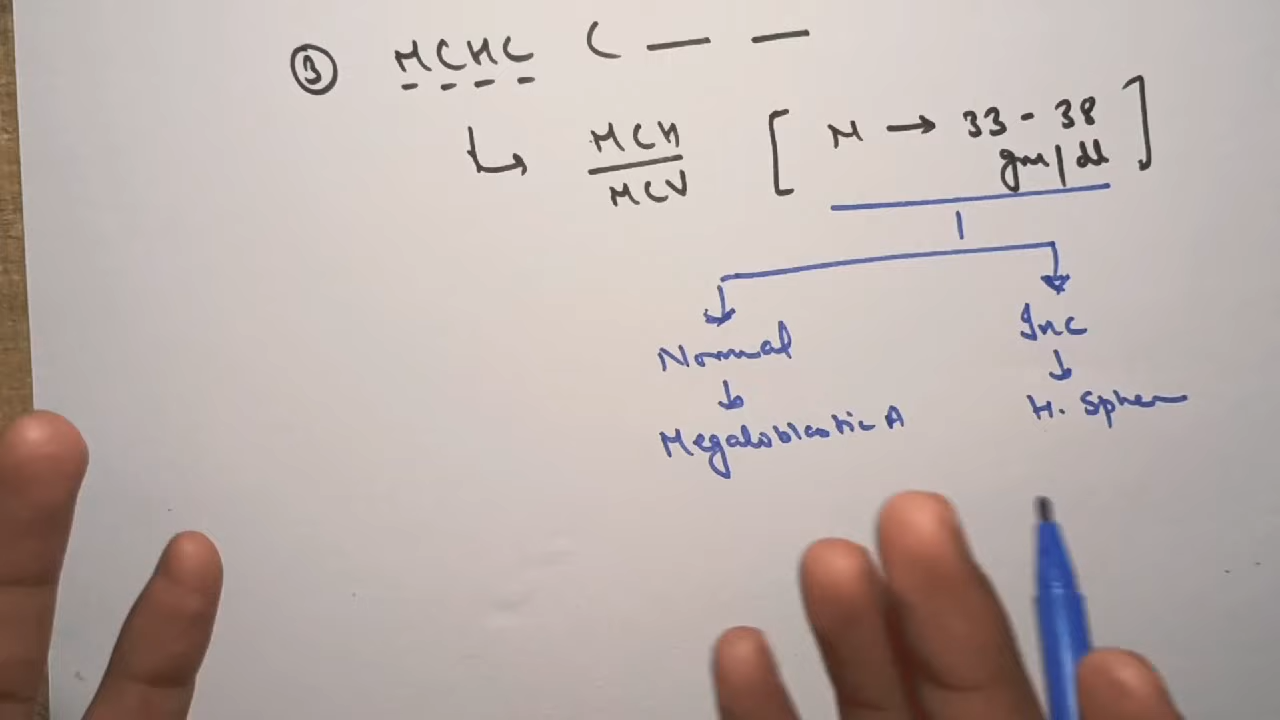 ③ MCHC ( — —
MCH
MCV
[ M → 33 - 38
gm/dl ]
Normal
Inc
Megaloblastic A
H. Spher